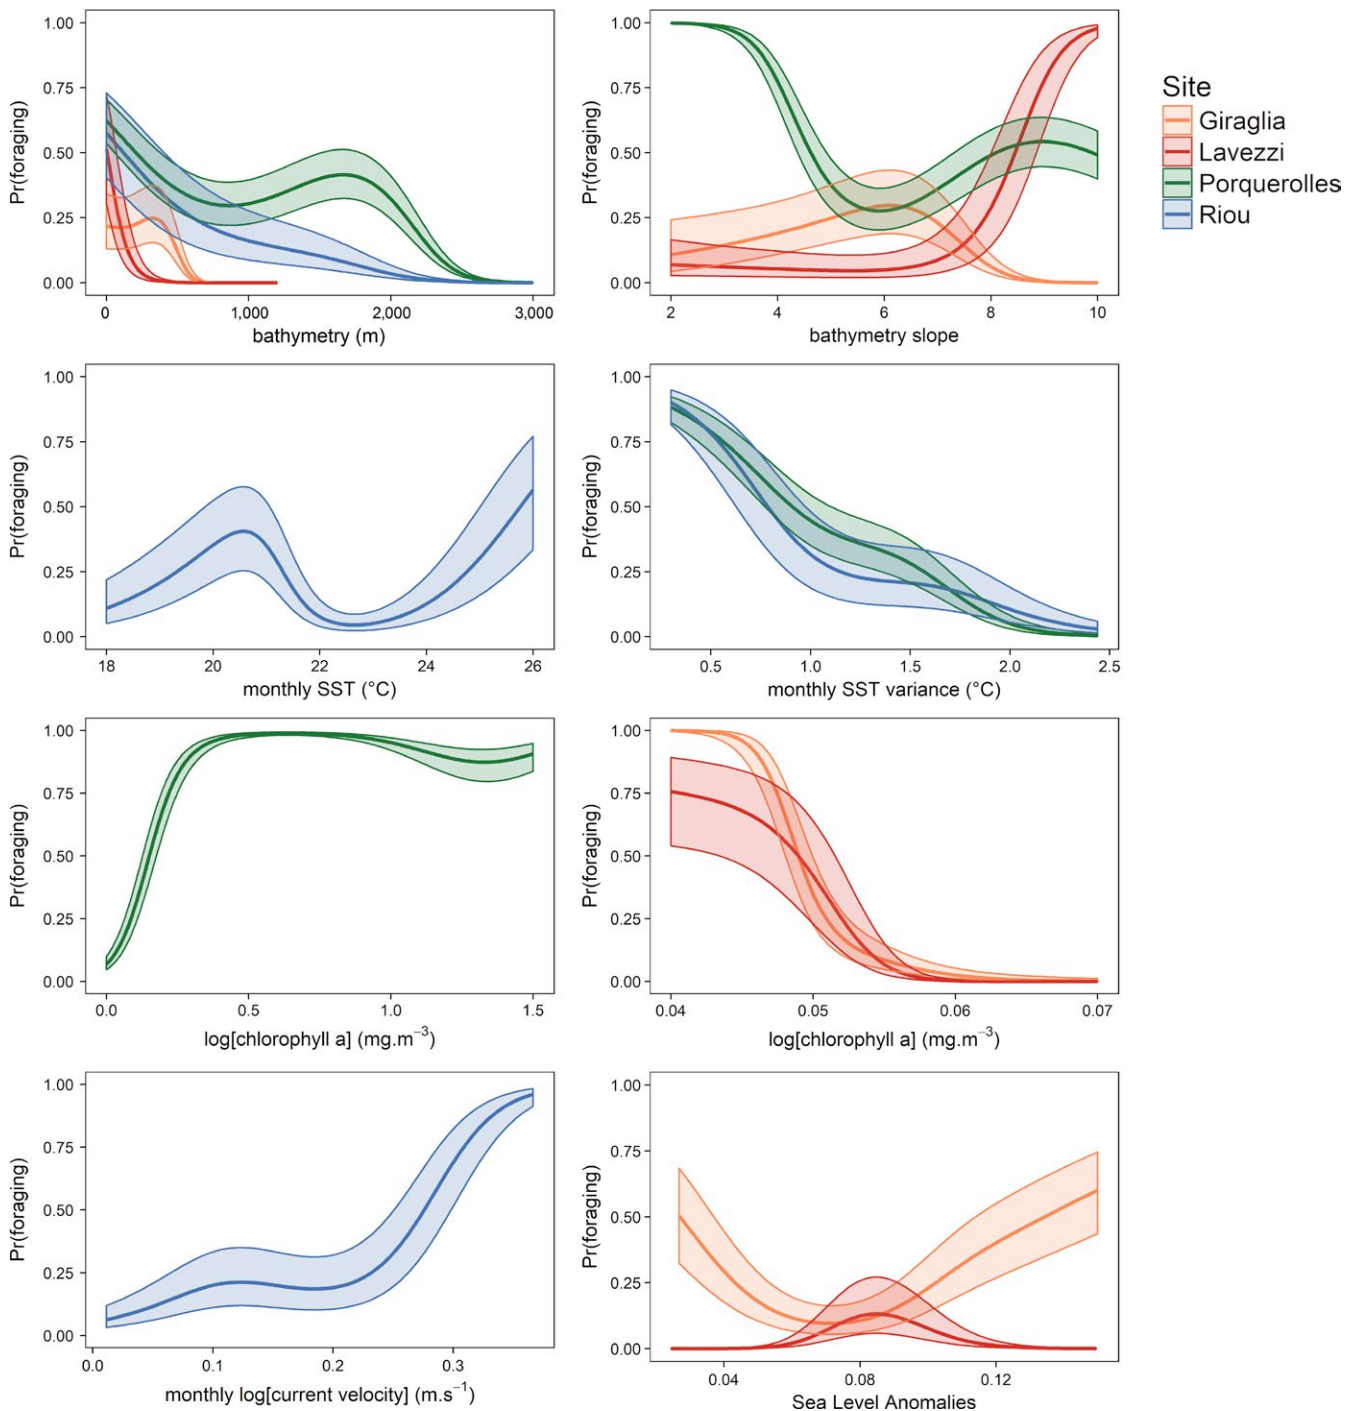 1.00
0.75
0.50
0.25
0.00
Pr(foraging)
0 1,000 2,000 3,000
bathymetry (m)
1.00
0.75
0.50
0.25
0.00
Pr(foraging)
2 4 6 8 10
bathymetry slope
Site
Giraglia
Lavezzi
Porquerolles
Riou
1.00
0.75
0.50
0.25
0.00
Pr(foraging)
18 20 22 24 26
monthly SST (°C)
1.00
0.75
0.50
0.25
0.00
Pr(foraging)
0.5 1.0 1.5 2.0 2.5
monthly SST variance (°C)
1.00
0.75
0.50
0.25
0.00
Pr(foraging)
0.0 0.5 1.0 1.5
log[chlorophyll a] (mg.m⁻³)
1.00
0.75
0.50
0.25
0.00
Pr(foraging)
0.04 0.05 0.06 0.07
log[chlorophyll a] (mg.m⁻³)
1.00
0.75
0.50
0.25
0.00
Pr(foraging)
0.0 0.1 0.2 0.3
monthly log[current velocity] (m.s⁻¹)
1.00
0.75
0.50
0.25
0.00
Pr(foraging)
0.04 0.08 0.12
Sea Level Anomalies